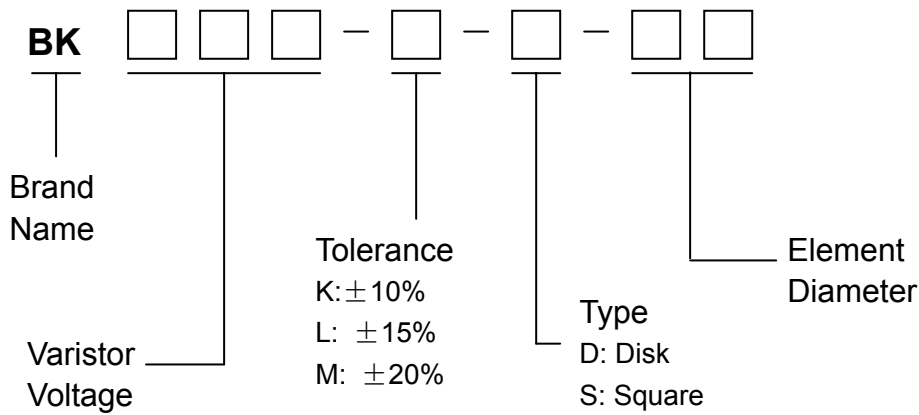 BK □□□ － □ － □ － □□
Brand
Name
Varistor
Voltage
Tolerance
K:±10%
L: ±15%
M: ±20%
Type
D: Disk
S: Square
Element
Diameter